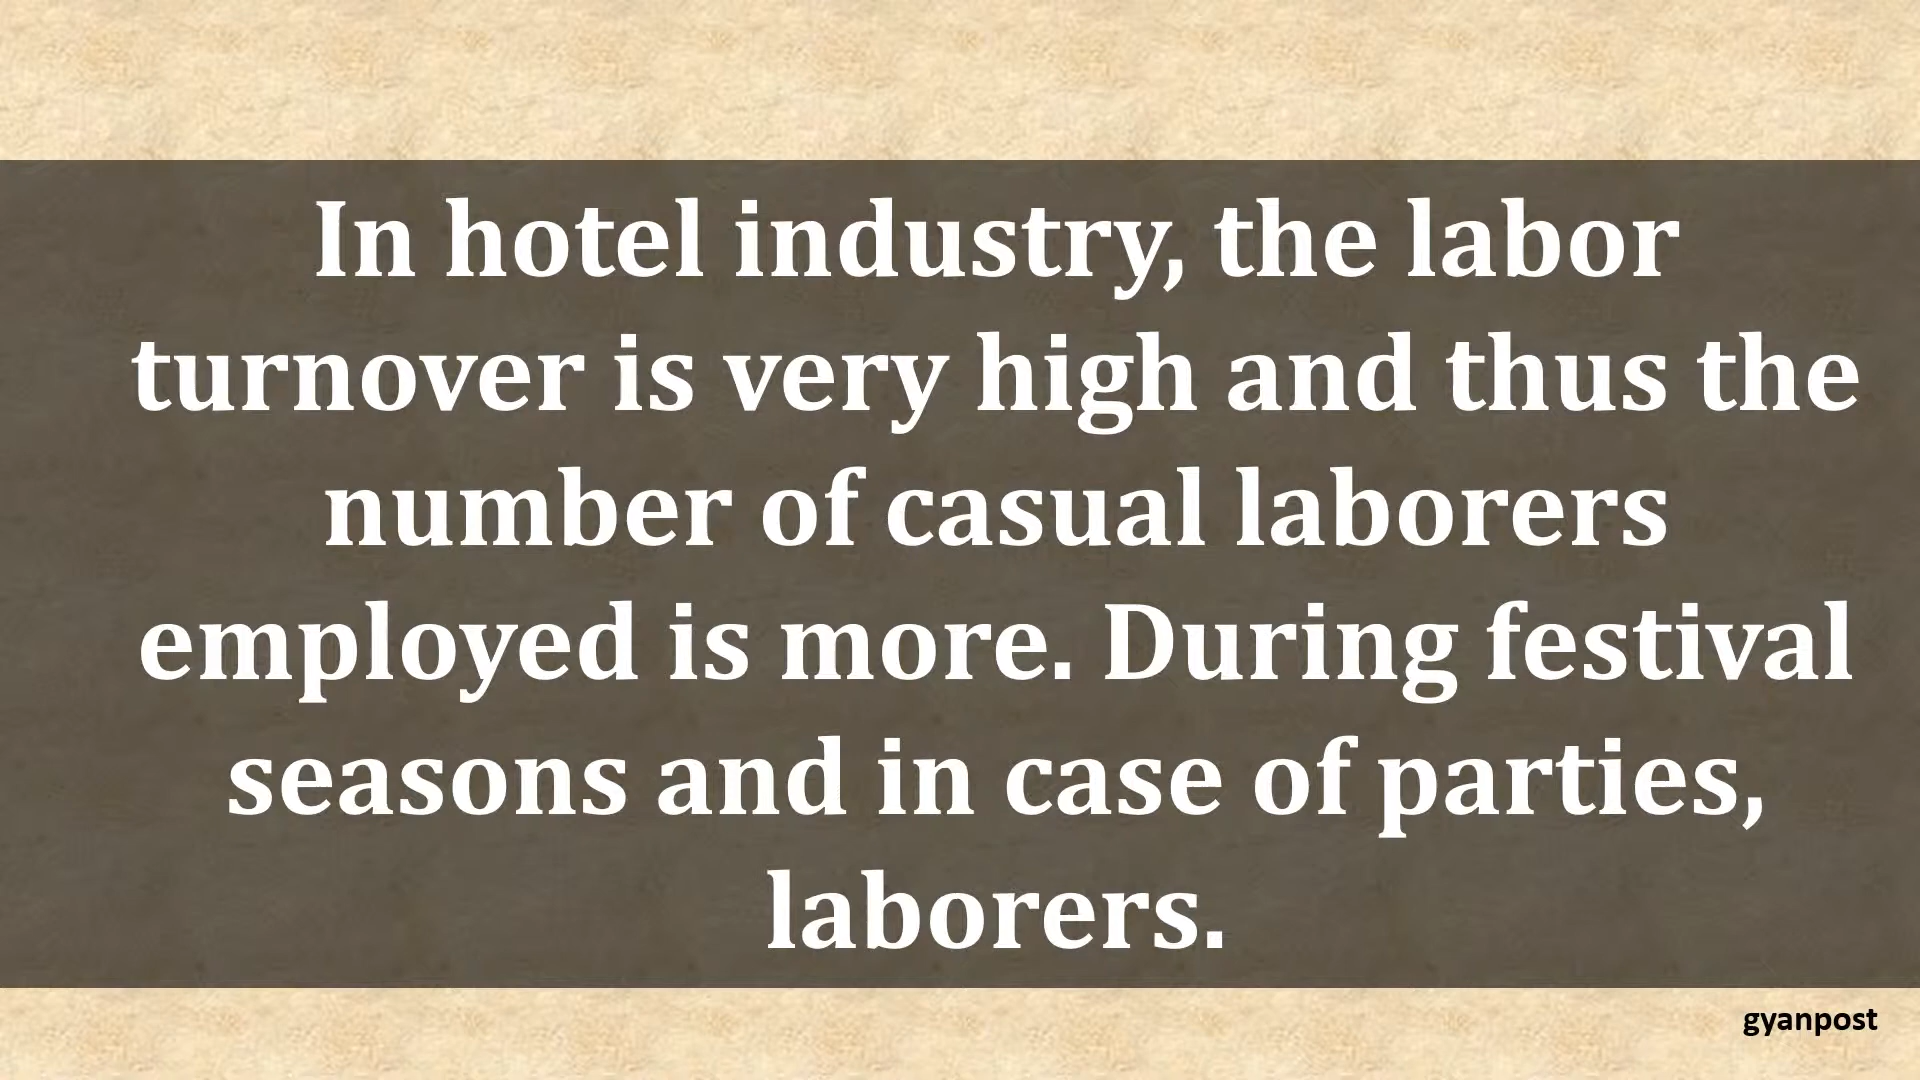 In hotel industry, the labor
turnover is very high and thus the
number of casual laborers
employed is more. During festival
seasons and in case of parties,
laborers.
gyanpost